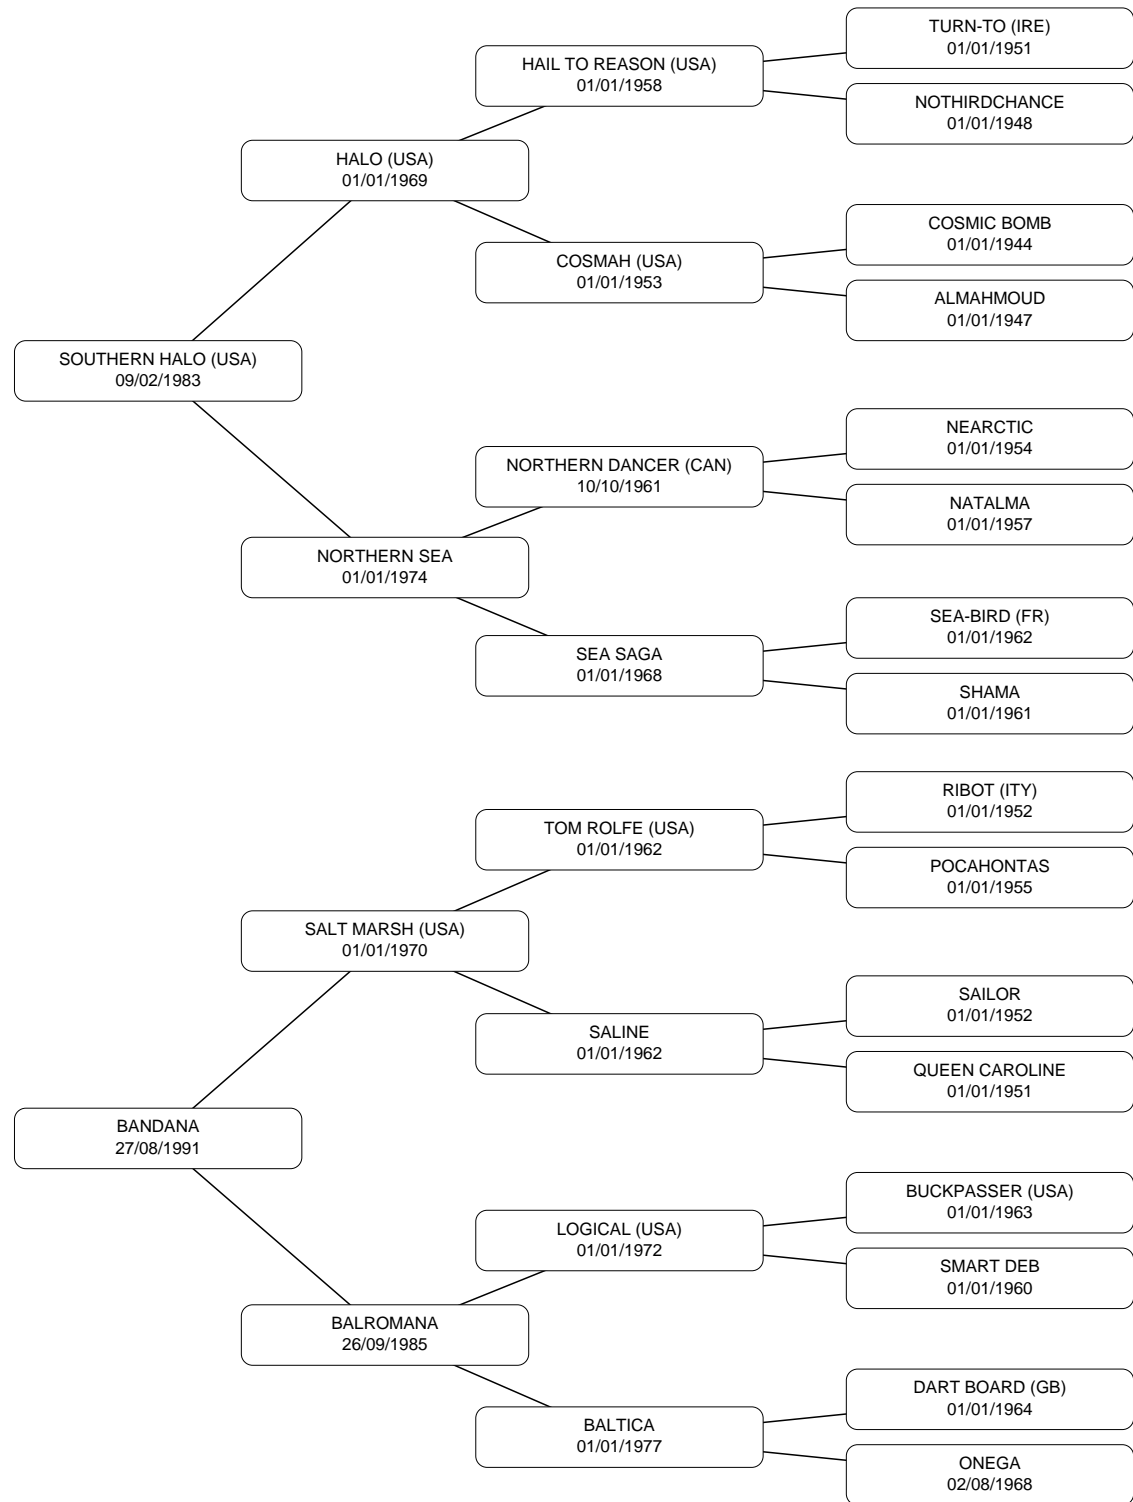 TURN-TO (IRE)
01/01/1951
HAIL TO REASON (USA)
01/01/1958
NOTHIRDCHANCE
01/01/1948
HALO (USA)
01/01/1969
COSMIC BOMB
01/01/1944
COSMAH (USA)
01/01/1953
ALMAHMOUD
01/01/1947
SOUTHERN HALO (USA)
09/02/1983
NEARCTIC
01/01/1954
NORTHERN DANCER (CAN)
10/10/1961
NATALMA
01/01/1957
NORTHERN SEA
01/01/1974
SEA-BIRD (FR)
01/01/1962
SEA SAGA
01/01/1968
SHAMA
01/01/1961
RIBOT (ITY)
01/01/1952
TOM ROLFE (USA)
01/01/1962
POCAHONTAS
01/01/1955
SALT MARSH (USA)
01/01/1970
SAILOR
01/01/1952
SALINE
01/01/1962
QUEEN CAROLINE
01/01/1951
BANDANA
27/08/1991
BUCKPASSER (USA)
01/01/1963
LOGICAL (USA)
01/01/1972
SMART DEB
01/01/1960
BALROMANA
26/09/1985
DART BOARD (GB)
01/01/1964
BALTICA
01/01/1977
ONEGA
02/08/1968